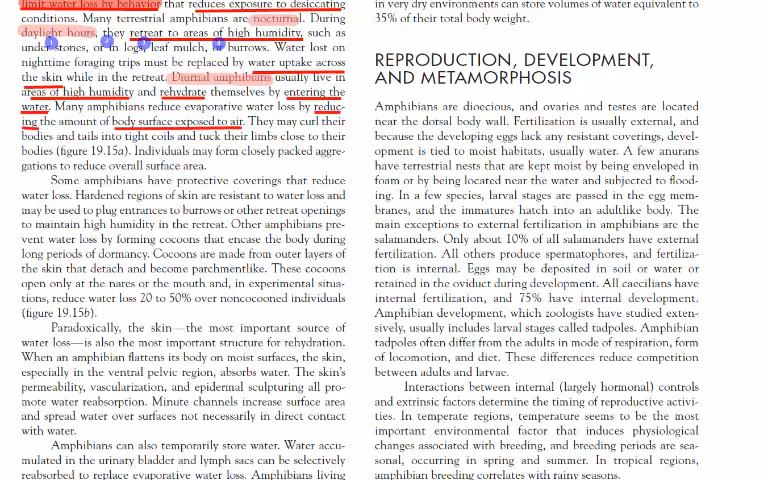 limit water loss by behavior that reduces exposure to desiccating
conditions. Many terrestrial amphibians are nocturnal. During
daylight hours, they retreat to areas of high humidity, such as
under stones, or in logs, leaf mulch, or burrows. Water lost on
nighttime foraging trips must be replaced by water uptake across
the skin while in the retreat. Diurnal amphibians usually live in
areas of high humidity and rehydrate themselves by entering the
water. Many amphibians reduce evaporative water loss by reduc-
ing the amount of body surface exposed to air. They may curl their
bodies and tails into tight coils and tuck their limbs close to their
bodies (figure 19.15a). Individuals may form closely packed aggre-
gations to reduce overall surface area.
Some amphibians have protective coverings that reduce
water loss. Hardened regions of skin are resistant to water loss and
may be used to plug entrances to burrows or other retreat openings
to maintain high humidity in the retreat. Other amphibians pre-
vent water loss by forming cocoons that encase the body during
long periods of dormancy. Cocoons are made from outer layers of
the skin that detach and become parchmentlike. These cocoons
open only at the nares or the mouth and, in experimental situa-
tions, reduce water loss 20 to 50% over noncocooned individuals
(figure 19.15b).
Paradoxically, the skin—the most important source of
water loss—is also the most important structure for rehydration.
When an amphibian flattens its body on moist surfaces, the skin,
especially in the ventral pelvic region, absorbs water. The skin's
permeability, vascularization, and epidermal sculpturing all pro-
mote water reabsorption. Minute channels increase surface area
and spread water over surfaces not necessarily in direct contact
with water.
Amphibians can also temporarily store water. Water accu-
mulated in the urinary bladder and lymph sacs can be selectively
reabsorbed to replace evaporative water loss. Amphibians living
in very dry environments can store volumes of water equivalent to
35% of their total body weight.
REPRODUCTION, DEVELOPMENT,
AND METAMORPHOSIS
Amphibians are dioecious, and ovaries and testes are located
near the dorsal body wall. Fertilization is usually external, and
because the developing eggs lack any resistant coverings, devel-
opment is tied to moist habitats, usually water. A few anurans
have terrestrial nests that are kept moist by being enveloped in
foam or by being located near the water and subjected to flood-
ing. In a few species, larval stages are passed in the egg mem-
branes, and the immatures hatch into an adultlike body. The
main exceptions to external fertilization in amphibians are the
salamanders. Only about 10% of all salamanders have external
fertilization. All others produce spermatophores, and fertiliza-
tion is internal. Eggs may be deposited in soil or water or
retained in the oviduct during development. All caecilians have
internal fertilization, and 75% have internal development.
Amphibian development, which zoologists have studied exten-
sively, usually includes larval stages called tadpoles. Amphibian
tadpoles often differ from the adults in mode of respiration, form
of locomotion, and diet. These differences reduce competition
between adults and larvae.
Interactions between internal (largely hormonal) controls
and extrinsic factors determine the timing of reproductive activi-
ties. In temperate regions, temperature seems to be the most
important environmental factor that induces physiological
changes associated with breeding, and breeding periods are sea-
sonal, occurring in spring and summer. In tropical regions,
amphibian breeding correlates with rainy seasons.